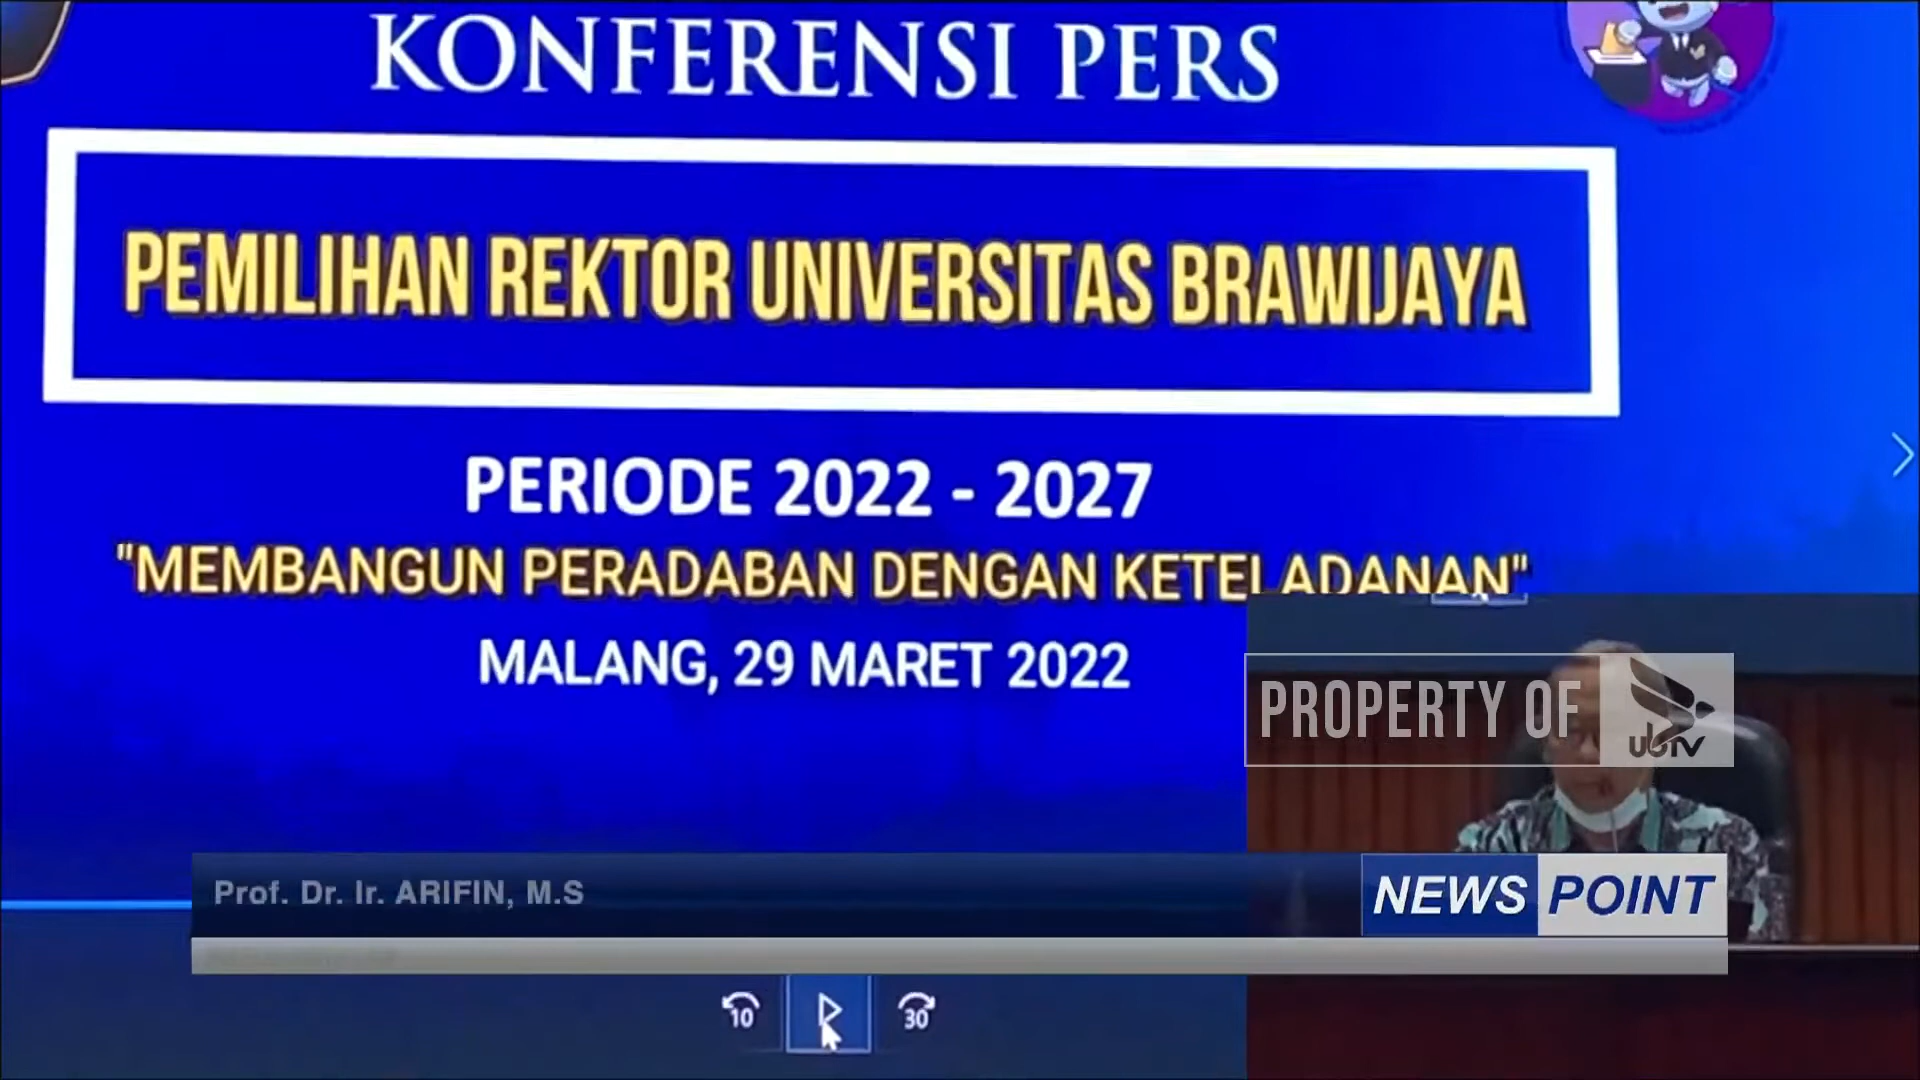 KONFERENSI PERS
PEMILIHAN REKTOR UNIVERSITAS BRAWIJAYA
PERIODE 2022 - 2027
"MEMBANGUN PERADABAN DENGAN KETELADANAN"
MALANG, 29 MARET 2022
PROPERTY OF ubtv
Prof. Dr. Ir. ARIFIN, M.S
NEWS POINT
10
30